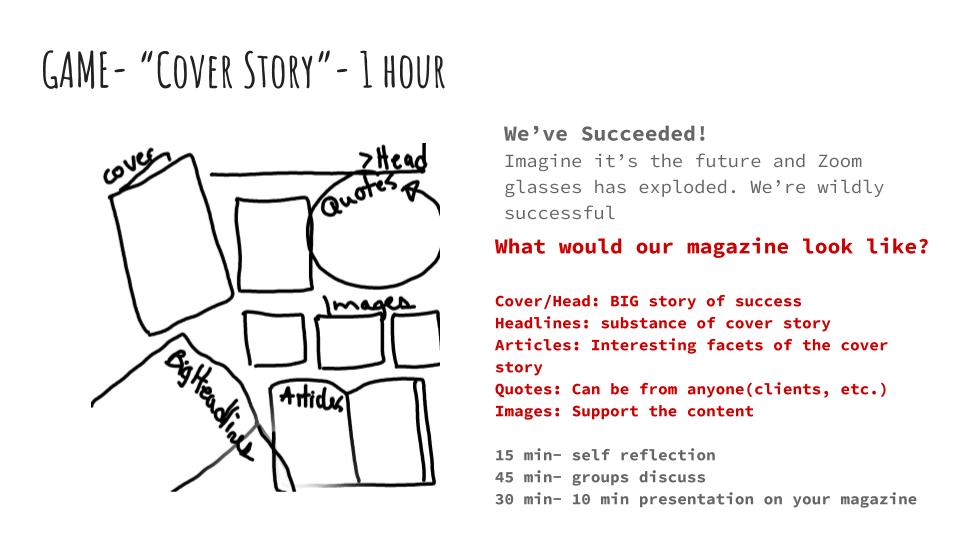 GAME- “COVER STORY”- 1 HOUR
cover
>Head
Quotes
Images
Big Headlines
Articles
We’ve Succeeded!
Imagine it’s the future and Zoom
glasses has exploded. We’re wildly
successful
What would our magazine look like?
Cover/Head: BIG story of success
Headlines: substance of cover story
Articles: Interesting facets of the cover
story
Quotes: Can be from anyone(clients, etc.)
Images: Support the content
15 min- self reflection
45 min- groups discuss
30 min- 10 min presentation on your magazine